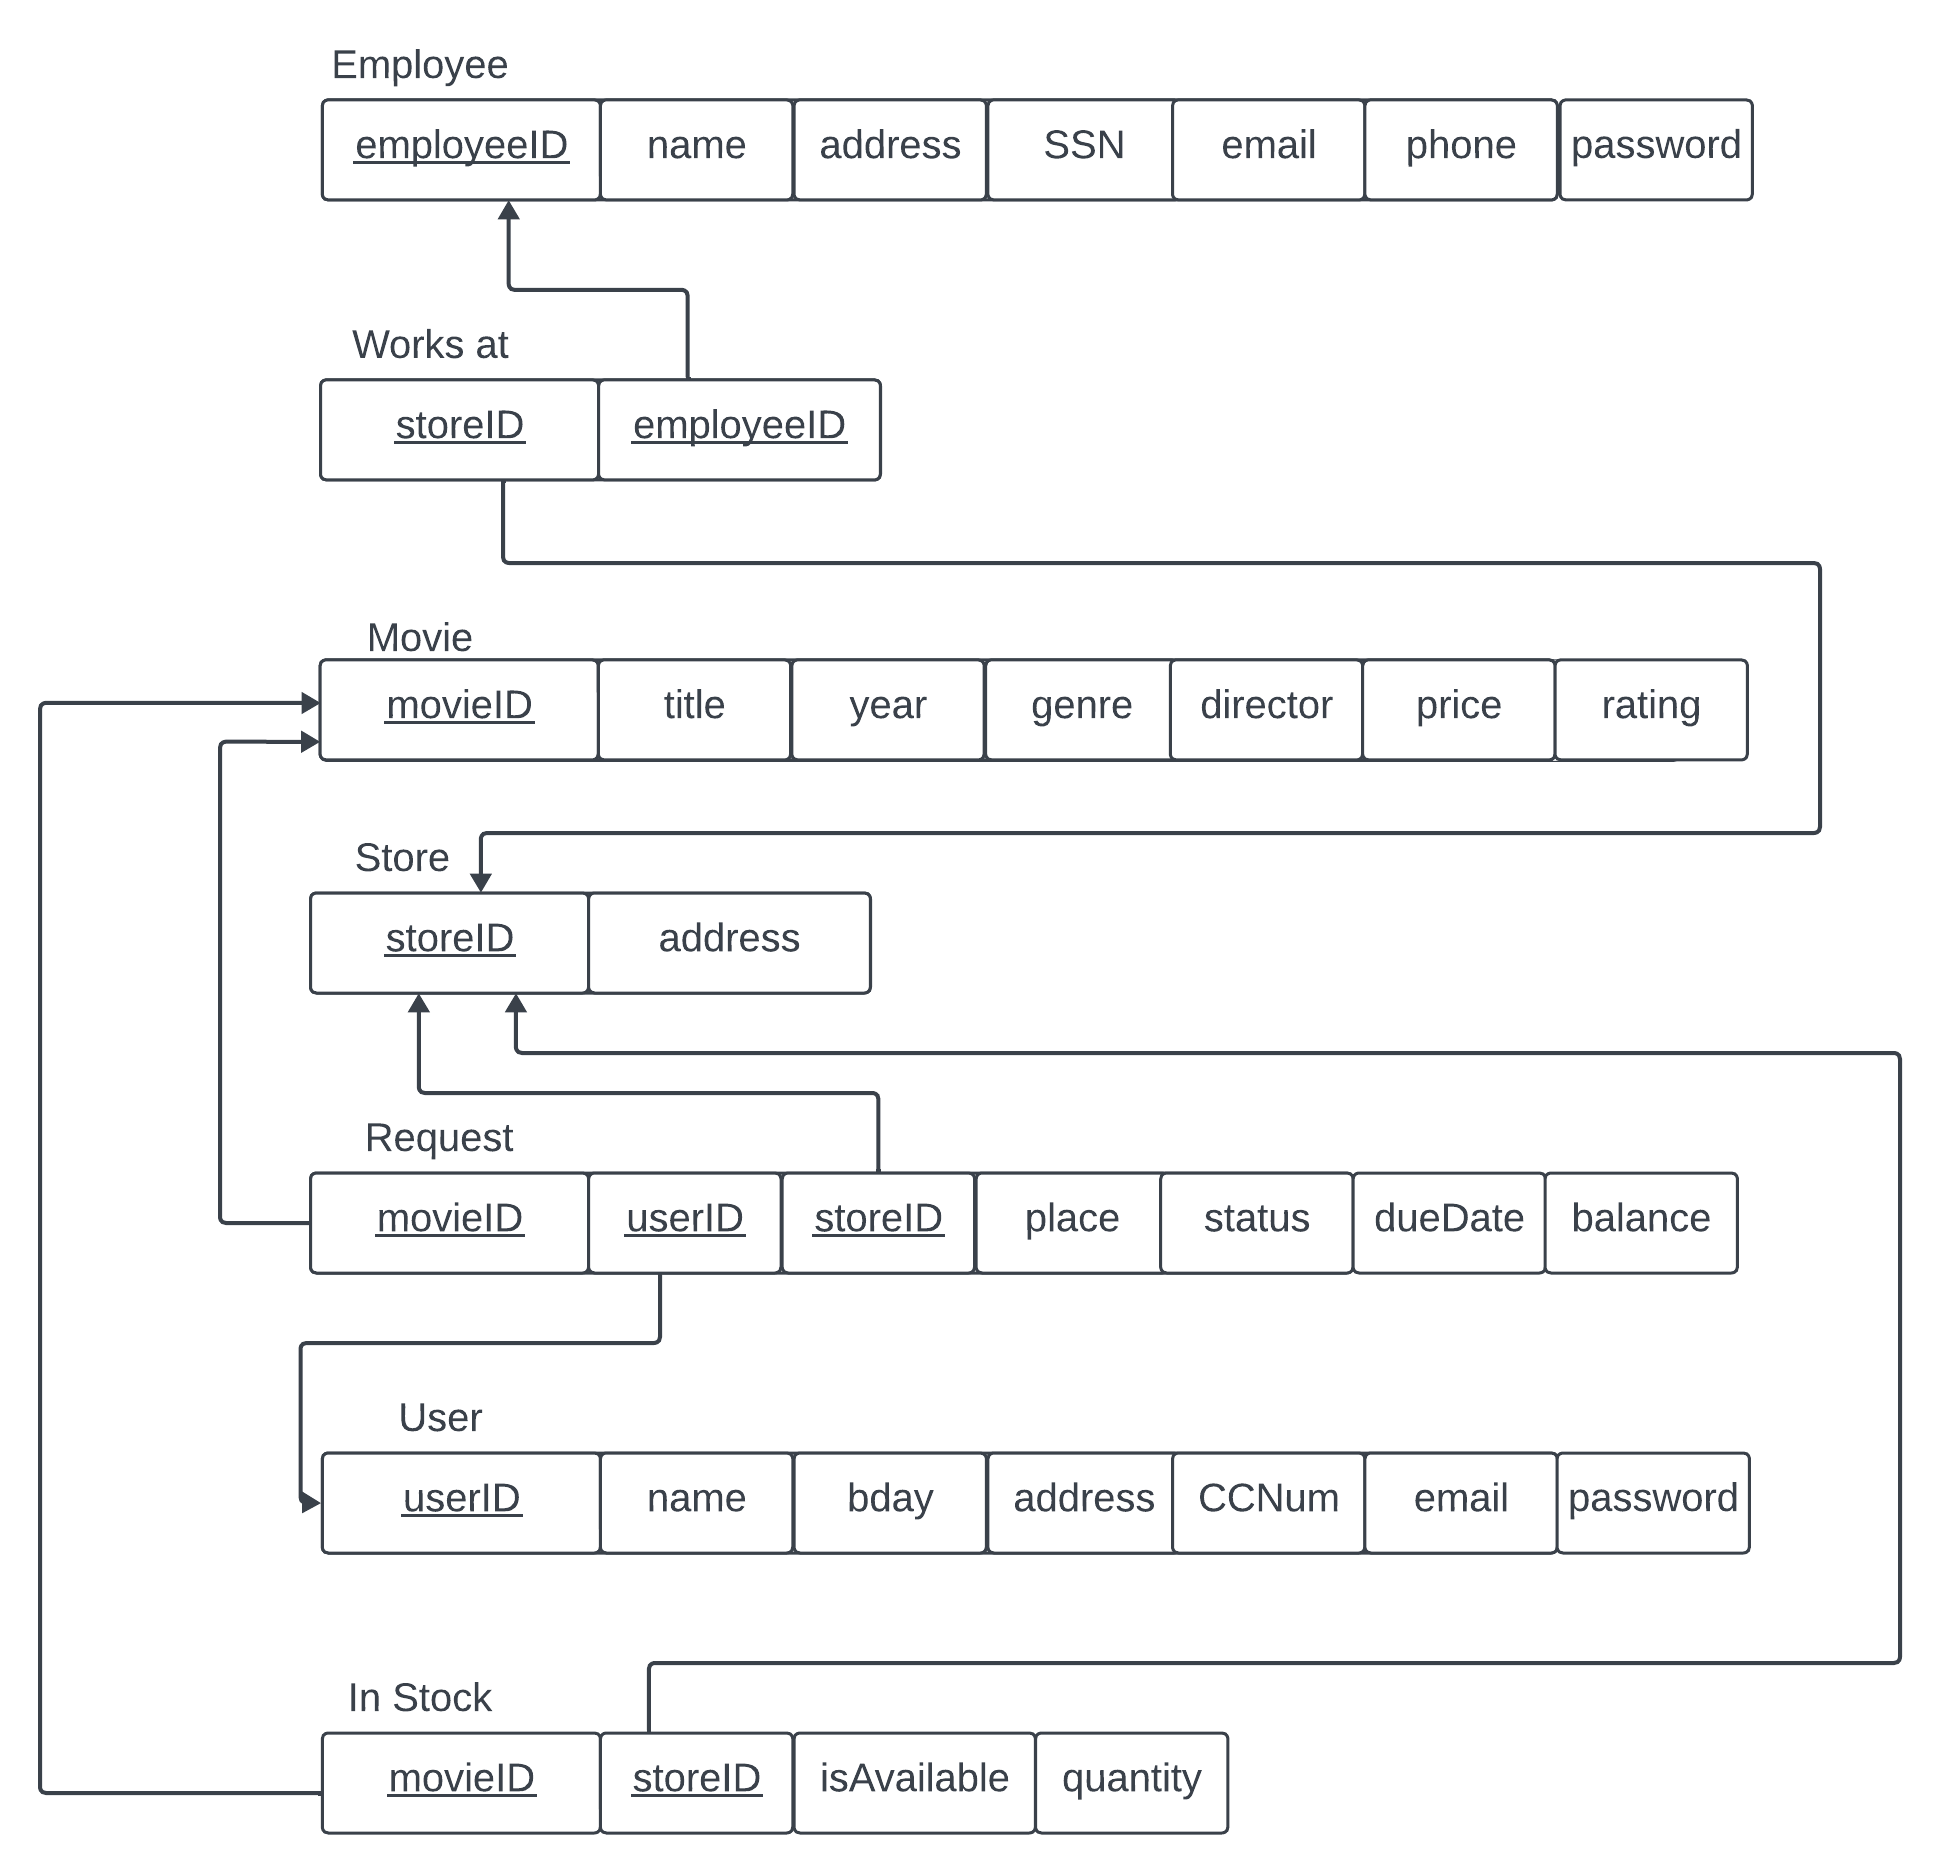 Employee
employeeID name address SSN email phone password
Works at
storeID employeeID
Movie
movieID title year genre director price rating
Store
storeID address
Request
movieID userID storeID place status dueDate balance
User
userID name bday address CCNum email password
In Stock
movieID storeID isAvailable quantity